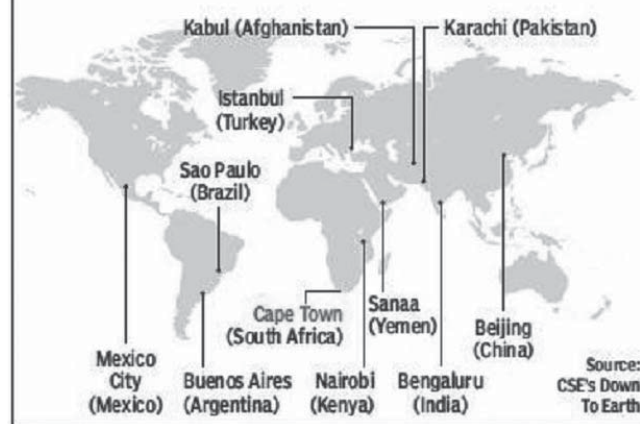 Kabul (Afghanistan)
Karachi (Pakistan)
Istanbul
(Turkey)
Sao Paulo
(Brazil)
Cape Town
(South Africa)
Sanaa
(Yemen)
Beijing
(China)
Mexico
City
(Mexico)
Buenos Aires
(Argentina)
Nairobi
(Kenya)
Bengaluru
(India)
Source:
CSE's Down
To Earth